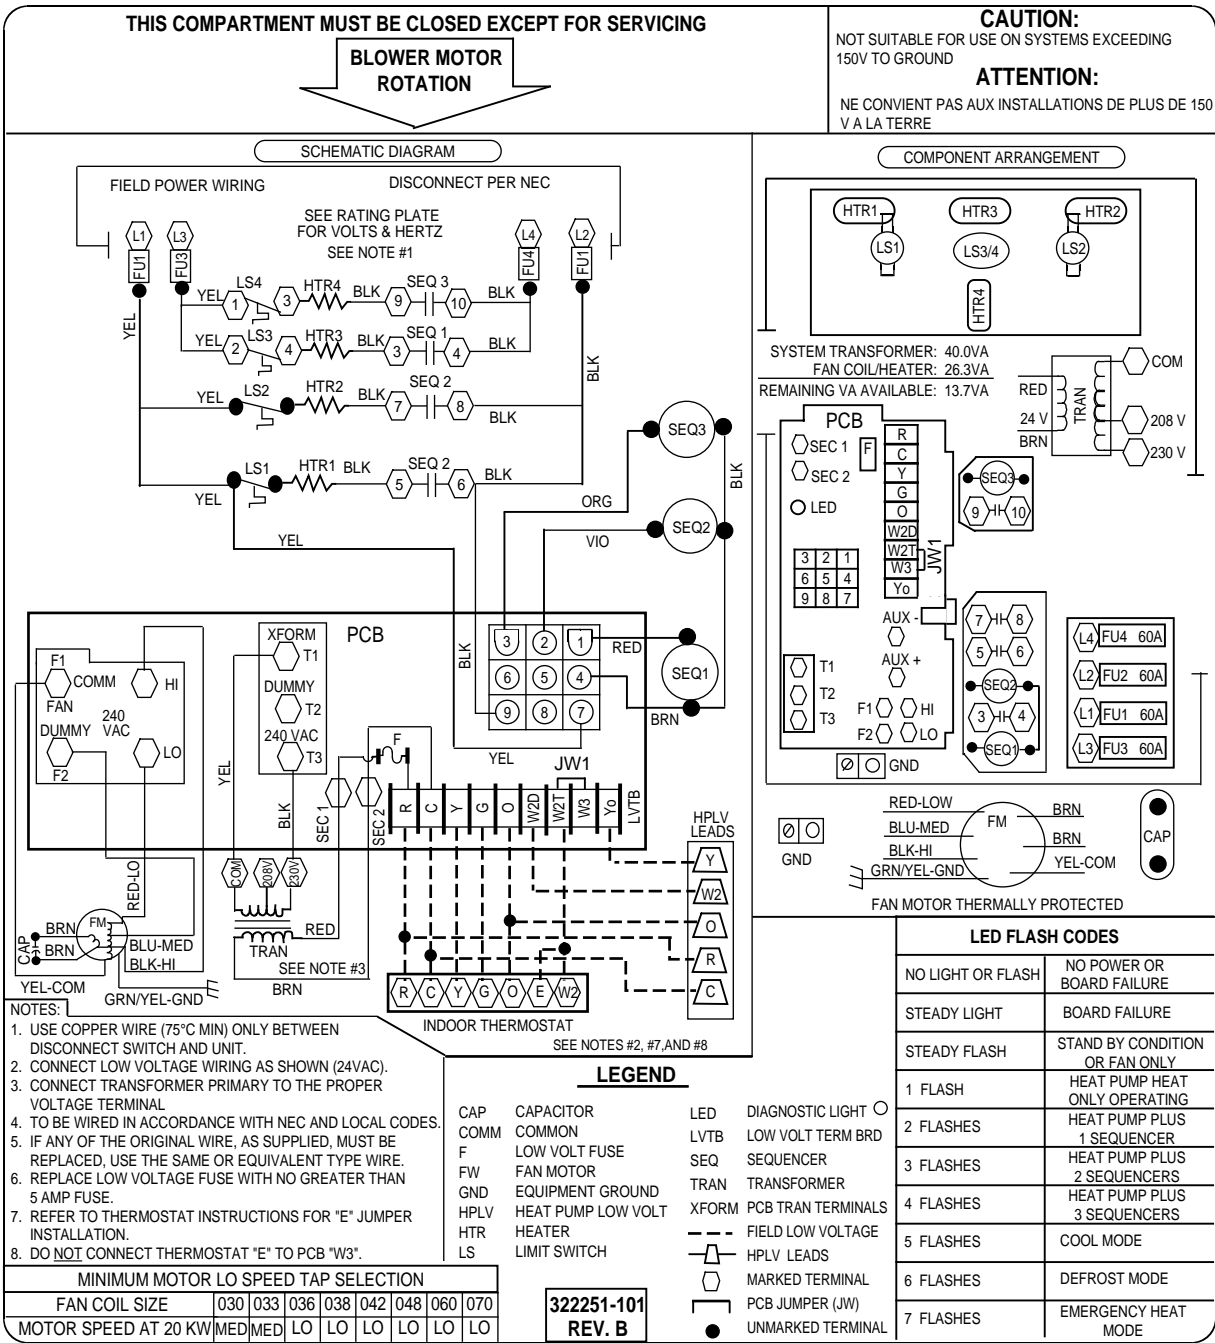 THIS COMPARTMENT MUST BE CLOSED EXCEPT FOR SERVICING
BLOWER MOTOR
ROTATION
CAUTION:
NOT SUITABLE FOR USE ON SYSTEMS EXCEEDING
150V TO GROUND
ATTENTION:
NE CONVIENT PAS AUX INSTALLATIONS DE PLUS DE 150
V A LA TERRE
SCHEMATIC DIAGRAM
FIELD POWER WIRING
DISCONNECT PER NEC
SEE RATING PLATE
FOR VOLTS & HERTZ
SEE NOTE #1
L1 L3 L4 L2
FU1 FU3 FU4 FU1
YEL 1 LS4 3 HTR4 BLK 9 SEQ 3 10 BLK
YEL 2 LS3 4 HTR3 BLK 3 SEQ 1 4 BLK
YEL LS2 HTR2 BLK 7 SEQ 2 8 BLK
YEL LS1 HTR1 BLK 5 SEQ 2 6
YEL
BLK
SEQ3
SEQ2
SEQ1
BLK
ORG
VIO
YEL
BLK
RED
BRN
YEL
3 2 1
6 5 4
9 8 7
PCB
F1
COMM
FAN
HI
DUMMY
240
VAC
LO
F2
XFORM
T1
DUMMY
T2
240 VAC
T3
YEL
BLK
SEC 1
SEC 2
F
JW1
R C Y G O W2D W2T W3 Yo
LVTB
COM 208V 230V
RED
TRAN
SEE NOTE #3
BRN
RED-LO
FM
BRN
BRN
CAP
BLU-MED
BLK-HI
YEL-COM
GRN/YEL-GND
HPLV
LEADS
Y
W2
O
R
C
R C Y G O E W2
INDOOR THERMOSTAT
SEE NOTES #2, #7,AND #8
COMPONENT ARRANGEMENT
HTR1 HTR3 HTR2
LS1 LS3/4 LS2
HTR4
SYSTEM TRANSFORMER: 40.0VA
FAN COIL/HEATER: 26.3VA
REMAINING VA AVAILABLE: 13.7VA
RED
24 V
BRN
TRAN
COM
208 V
230 V
PCB
SEC 1
SEC 2
F
LED
R
C
Y
G
O
W2D
W2T
W3
Yo
JW1
3 2 1
6 5 4
9 8 7
AUX -
AUX +
T1
T2
T3
F1 HI
F2 LO
GND
SEQ3
9 10
7 8
5 6
SEQ2
3 4
SEQ1
L4 FU4 60A
L2 FU2 60A
L1 FU1 60A
L3 FU3 60A
GND
RED-LOW
BLU-MED
BLK-HI
GRN/YEL-GND
FM
BRN
BRN
YEL-COM
CAP
FAN MOTOR THERMALLY PROTECTED
NOTES:
1. USE COPPER WIRE (75°C MIN) ONLY BETWEEN
DISCONNECT SWITCH AND UNIT.
2. CONNECT LOW VOLTAGE WIRING AS SHOWN (24VAC).
3. CONNECT TRANSFORMER PRIMARY TO THE PROPER
VOLTAGE TERMINAL
4. TO BE WIRED IN ACCORDANCE WITH NEC AND LOCAL CODES.
5. IF ANY OF THE ORIGINAL WIRE, AS SUPPLIED, MUST BE
REPLACED, USE THE SAME OR EQUIVALENT TYPE WIRE.
6. REPLACE LOW VOLTAGE FUSE WITH NO GREATER THAN
5 AMP FUSE.
7. REFER TO THERMOSTAT INSTRUCTIONS FOR "E" JUMPER
INSTALLATION.
8. DO NOT CONNECT THERMOSTAT "E" TO PCB "W3".
MINIMUM MOTOR LO SPEED TAP SELECTION
FAN COIL SIZE 030 033 036 038 042 048 060 070
MOTOR SPEED AT 20 KW MED MED LO LO LO LO LO LO
LEGEND
CAP CAPACITOR
COMM COMMON
F LOW VOLT FUSE
FW FAN MOTOR
GND EQUIPMENT GROUND
HPLV HEAT PUMP LOW VOLT
HTR HEATER
LS LIMIT SWITCH
LED DIAGNOSTIC LIGHT
LVTB LOW VOLT TERM BRD
SEQ SEQUENCER
TRAN TRANSFORMER
XFORM PCB TRAN TERMINALS
FIELD LOW VOLTAGE
HPLV LEADS
MARKED TERMINAL
PCB JUMPER (JW)
UNMARKED TERMINAL
322251-101
REV. B
LED FLASH CODES
NO LIGHT OR FLASH NO POWER OR
BOARD FAILURE
STEADY LIGHT BOARD FAILURE
STEADY FLASH STAND BY CONDITION
OR FAN ONLY
1 FLASH HEAT PUMP HEAT
ONLY OPERATING
2 FLASHES HEAT PUMP PLUS
1 SEQUENCER
3 FLASHES HEAT PUMP PLUS
2 SEQUENCERS
4 FLASHES HEAT PUMP PLUS
3 SEQUENCERS
5 FLASHES COOL MODE
6 FLASHES DEFROST MODE
7 FLASHES EMERGENCY HEAT
MODE